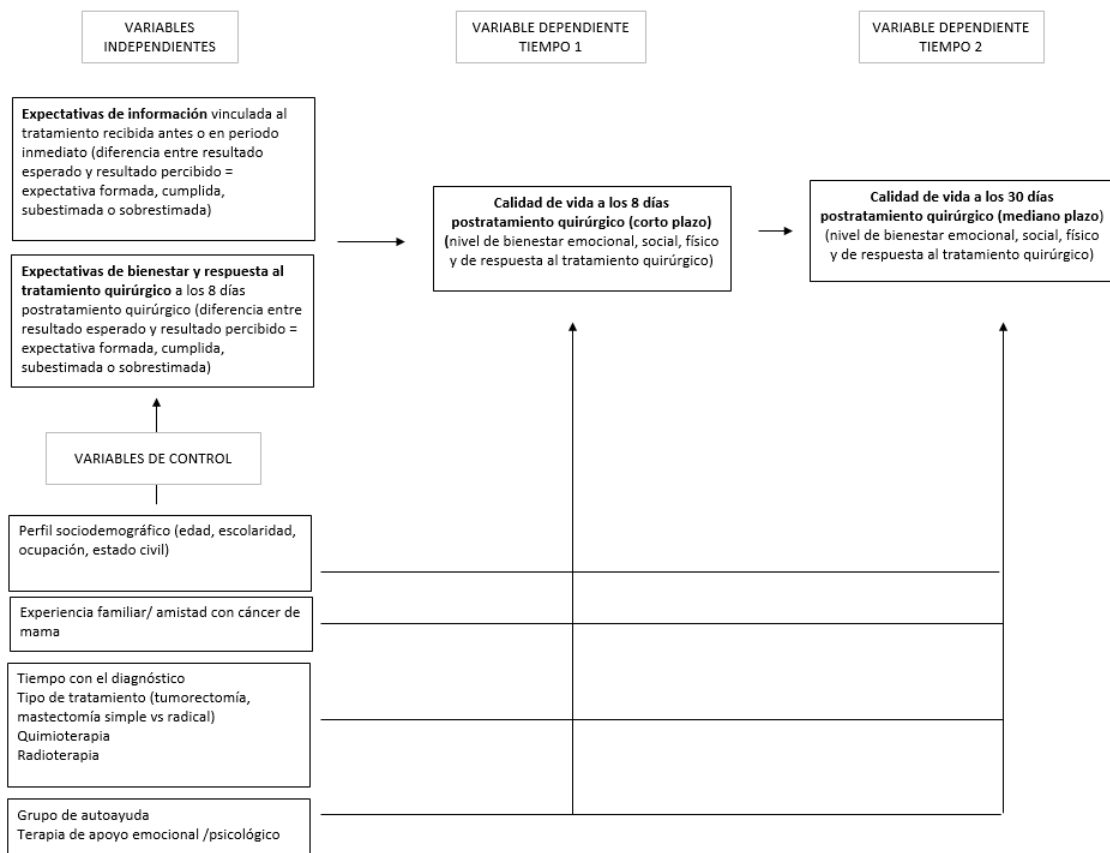 VARIABLES
INDEPENDIENTES
VARIABLE DEPENDIENTE
TIEMPO 1
VARIABLE DEPENDIENTE
TIEMPO 2
Expectativas de información vinculada al
tratamiento recibida antes o en periodo
inmediato (diferencia entre resultado
esperado y resultado percibido =
expectativa formada, cumplida,
subestimada o sobrestimada)
Expectativas de bienestar y respuesta al
tratamiento quirúrgico a los 8 días
postratamiento quirúrgico (diferencia entre
resultado esperado y resultado percibido =
expectativa formada, cumplida,
subestimada o sobrestimada)
Calidad de vida a los 8 días
postratamiento quirúrgico (corto plazo)
(nivel de bienestar emocional, social, físico
y de respuesta al tratamiento quirúrgico)
Calidad de vida a los 30 días
postratamiento quirúrgico (mediano plazo)
(nivel de bienestar emocional, social, físico
y de respuesta al tratamiento quirúrgico)
VARIABLES DE CONTROL
Perfil sociodemográfico (edad, escolaridad,
ocupación, estado civil)
Experiencia familiar/ amistad con cáncer de
mama
Tiempo con el diagnóstico
Tipo de tratamiento (tumorectomía,
mastectomía simple vs radical)
Quimioterapia
Radioterapia
Grupo de autoayuda
Terapia de apoyo emocional /psicológico